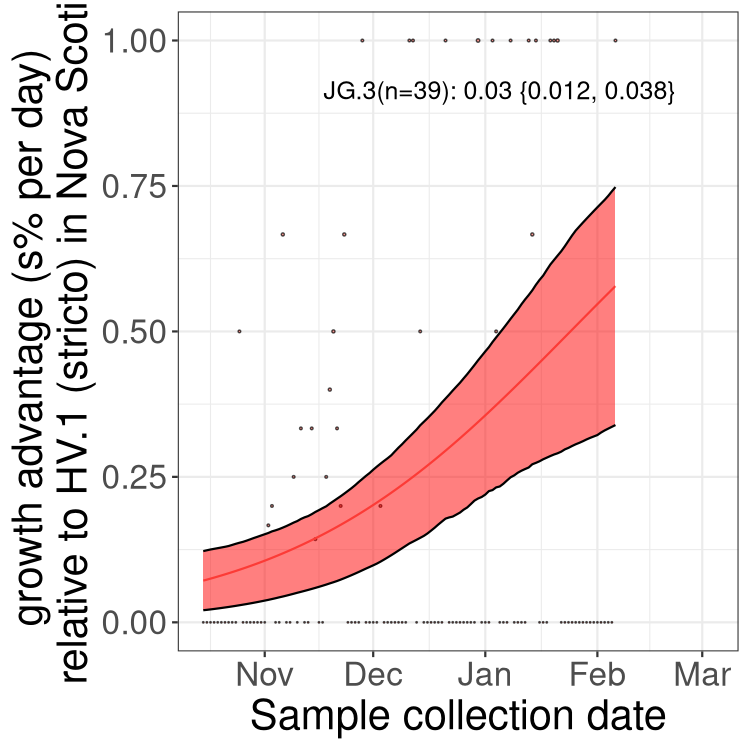 growth advantage (s% per day)
relative to HV.1 (stricto) in Nova Scoti
1.00
0.75
0.50
0.25
0.00
JG.3(n=39): 0.03 {0.012, 0.038}
Nov Dec Jan Feb Mar
Sample collection date